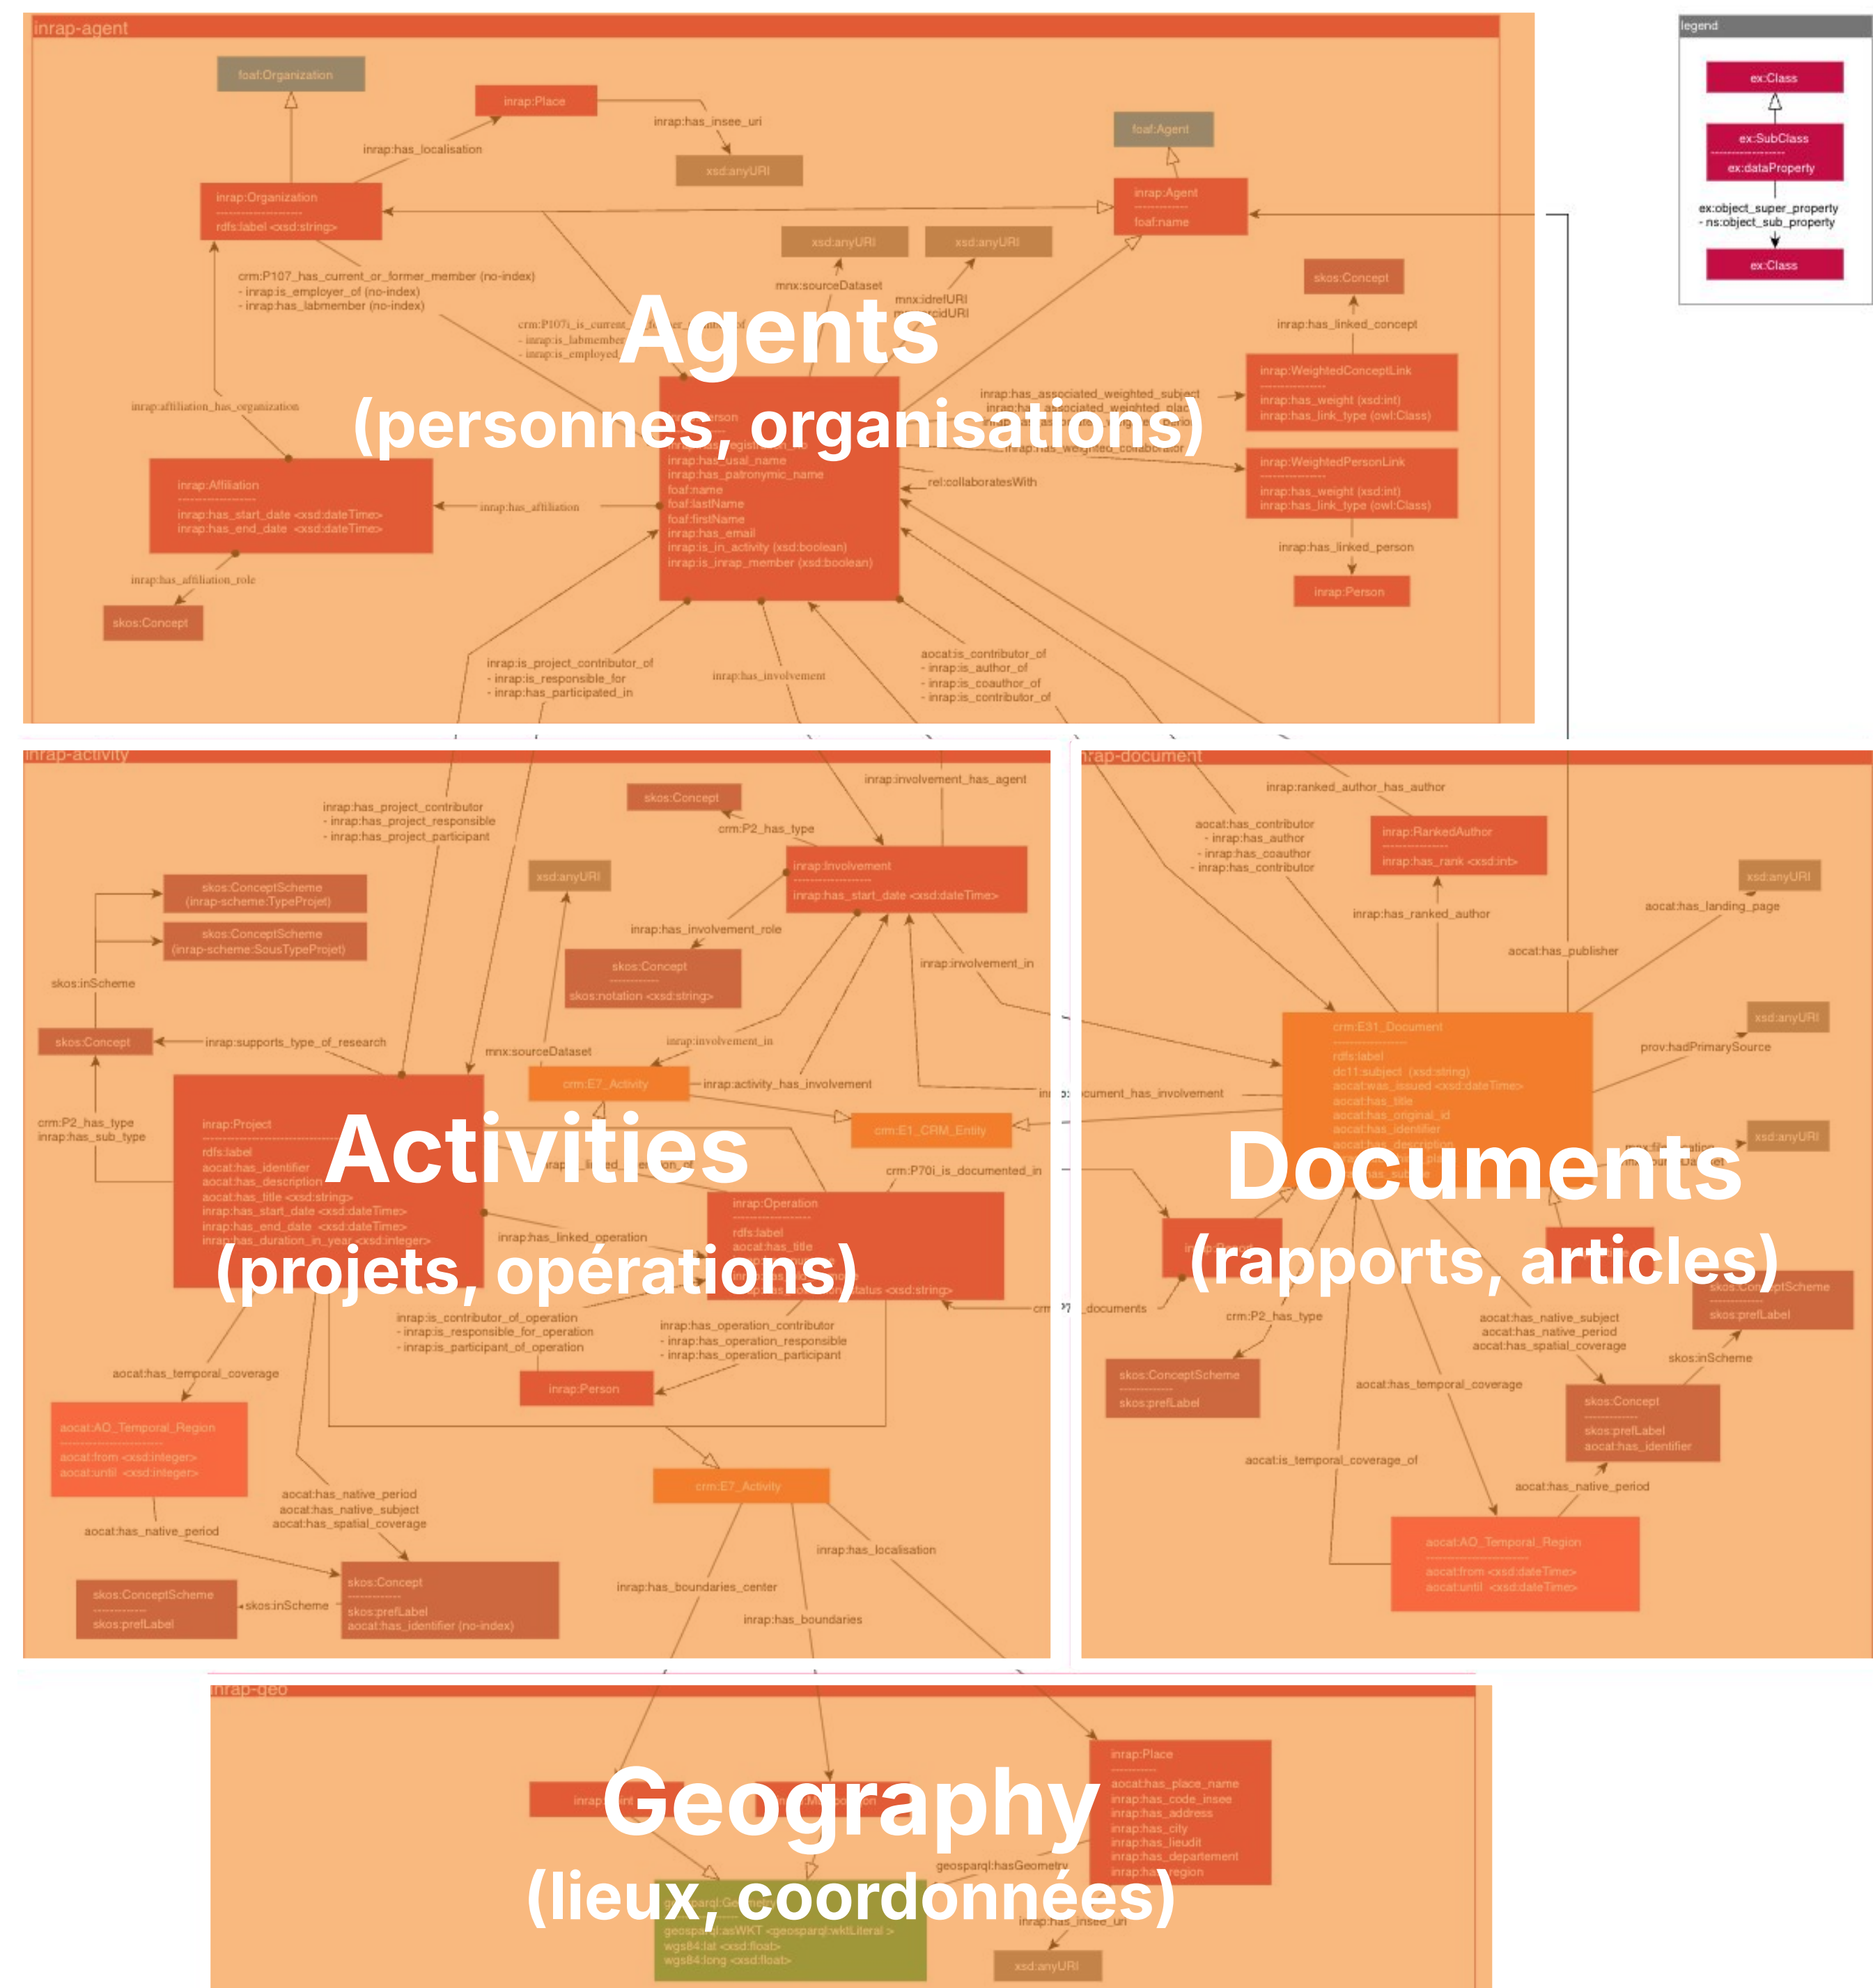 inrap-agent
foaf:Organization
inrap:Place
inrap:has_insee_uri
inrap:has_localisation
xsd:anyURI
foaf:Agent
inrap:Organization
rdfs:label <xsd:string>
inrap:Agent
foaf:name
xsd:anyURI
xsd:anyURI
crm:P107_has_current_or_former_member (no-index)
- inrap:is_employer_of (no-index)
- inrap:has_labmember (no-index)
mnx:sourceDataset
mnx:idrefURI
skos:Concept
inrap:has_linked_concept
- inrap:is_labmember
Agents
(personnes, organisations)
inrap:WeightedConceptLink
inrap:has_weight (xsd:int)
inrap:has_link_type (owl:Class)
inrap:has_associated_weighted_subject
inrap:has_weighted_collaborator
inrap:affiliation_has_organization
inrap:has_usal_name
inrap:has_patronymic_name
foaf:name
foaf:lastName
foaf:firstName
inrap:has_email
inrap:is_in_activity (xsd:boolean)
inrap:is_inrap_member (xsd:boolean)
rel:collaboratesWith
inrap:WeightedPersonLink
inrap:has_weight (xsd:int)
inrap:has_link_type (owl:Class)
inrap:has_linked_person
inrap:Person
inrap:Affiliation
inrap:has_start_date <xsd:dateTime>
inrap:has_end_date <xsd:dateTime>
inrap:has_affiliation
inrap:has_affiliation_role
skos:Concept
inrap:is_project_contributor_of
- inrap:is_responsible_for
- inrap:has_participated_in
inrap:has_involvement
aocat:is_contributor_of
- inrap:is_author_of
- inrap:is_coauthor_of
- inrap:is_contributor_of
legend
ex:Class
ex:SubClass
ex:dataProperty
ex:object_super_property
- ns:object_sub_property
ex:Class
inrap-activity
inrap:has_project_contributor
- inrap:has_project_responsible
- inrap:has_project_participant
skos:Concept
inrap:involvement_has_agent
crm:P2_has_type
inrap:Involvement
inrap:has_start_date <xsd:dateTime>
xsd:anyURI
skos:ConceptScheme
(inrap-scheme:TypeProjet)
skos:ConceptScheme
(inrap-scheme:SousTypeProjet)
inrap:has_involvement_role
skos:Concept
skos:notation <xsd:string>
inrap:involvement_in
skos:inScheme
skos:Concept
inrap:supports_type_of_research
mnx:sourceDataset
inrap:involvement_in
crm:E7_Activity
inrap:activity_has_involvement
crm:E1_CRM_Entity
crm:P2_has_type
inrap:has_sub_type
inrap:Project
rdfs:label
aocat:has_identifier
aocat:has_description
aocat:has_title <xsd:string>
inrap:has_start_date <xsd:dateTime>
inrap:has_end_date <xsd:dateTime>
inrap:has_duration_in_year <xsd:integer>
Activities
(projets, opérations)
crm:P70i_is_documented_in
inrap:Operation
rdfs:label
aocat:has_title
inrap:has_linked_operation
inrap:is_contributor_of_operation
- inrap:is_responsible_for_operation
- inrap:is_participant_of_operation
inrap:has_operation_contributor
- inrap:has_operation_responsible
- inrap:has_operation_participant
inrap:Person
aocat:has_temporal_coverage
aocat:AO_Temporal_Region
aocat:from <xsd:integer>
aocat:until <xsd:integer>
aocat:has_native_period
aocat:has_native_period
aocat:has_native_subject
aocat:has_spatial_coverage
crm:E7_Activity
skos:ConceptScheme
skos:prefLabel
skos:inScheme
skos:Concept
skos:prefLabel
aocat:has_identifier (no-index)
inrap:has_localisation
inrap:has_boundaries_center
inrap:has_boundaries
inrap-document
inrap:ranked_author_has_author
aocat:has_contributor
- inrap:has_author
- inrap:has_coauthor
- inrap:has_contributor
inrap:RankedAuthor
inrap:has_rank <xsd:int>
inrap:has_ranked_author
xsd:anyURI
aocat:has_landing_page
aocat:has_publisher
xsd:anyURI
prov:hadPrimarySource
crm:E31_Document
rdfs:label
dc11:subject (xsd:string)
aocat:was_issued <xsd:dateTime>
aocat:has_title
aocat:has_original_id
aocat:has_identifier
aocat:has_description
xsd:anyURI
Documents
(rapports, articles)
crm:P2_has_type
skos:ConceptScheme
skos:prefLabel
aocat:has_native_subject
aocat:has_native_period
aocat:has_spatial_coverage
skos:ConceptScheme
skos:prefLabel
skos:inScheme
aocat:has_temporal_coverage
skos:Concept
skos:prefLabel
aocat:has_identifier
aocat:is_temporal_coverage_of
aocat:has_native_period
aocat:AO_Temporal_Region
aocat:from <xsd:dateTime>
aocat:until <xsd:dateTime>
inrap-geo
inrap:Place
aocat:has_place_name
inrap:has_code_insee
inrap:has_address
inrap:has_city
inrap:has_lieudit
inrap:has_departement
inrap:has_region
Geography
(lieux, coordonnées)
geosparql:hasGeometry
geosparql:asWKT <geosparql:wktLiteral >
wgs84:lat <xsd:float>
wgs84:long <xsd:float>
inrap:has_insee_uri
xsd:anyURI